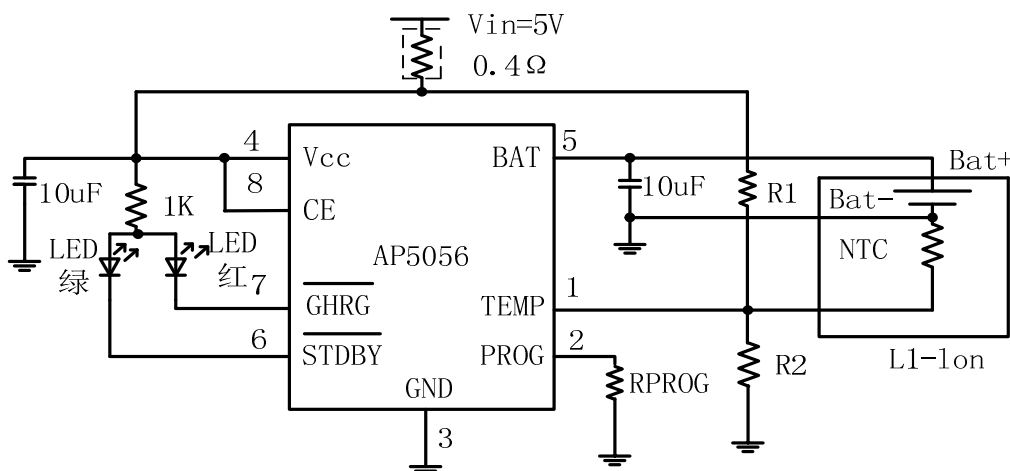 Vin=5V
0.4Ω
4
Vcc
BAT
5
Bat+
8
10uF
1K
CE
10uF
R1
Bat-
LED
绿
LED
红
AP5056
NTC
7
GHRG
TEMP
1
6
STDBY
PROG
2
RPROG
R2
L1-lon
GND
3